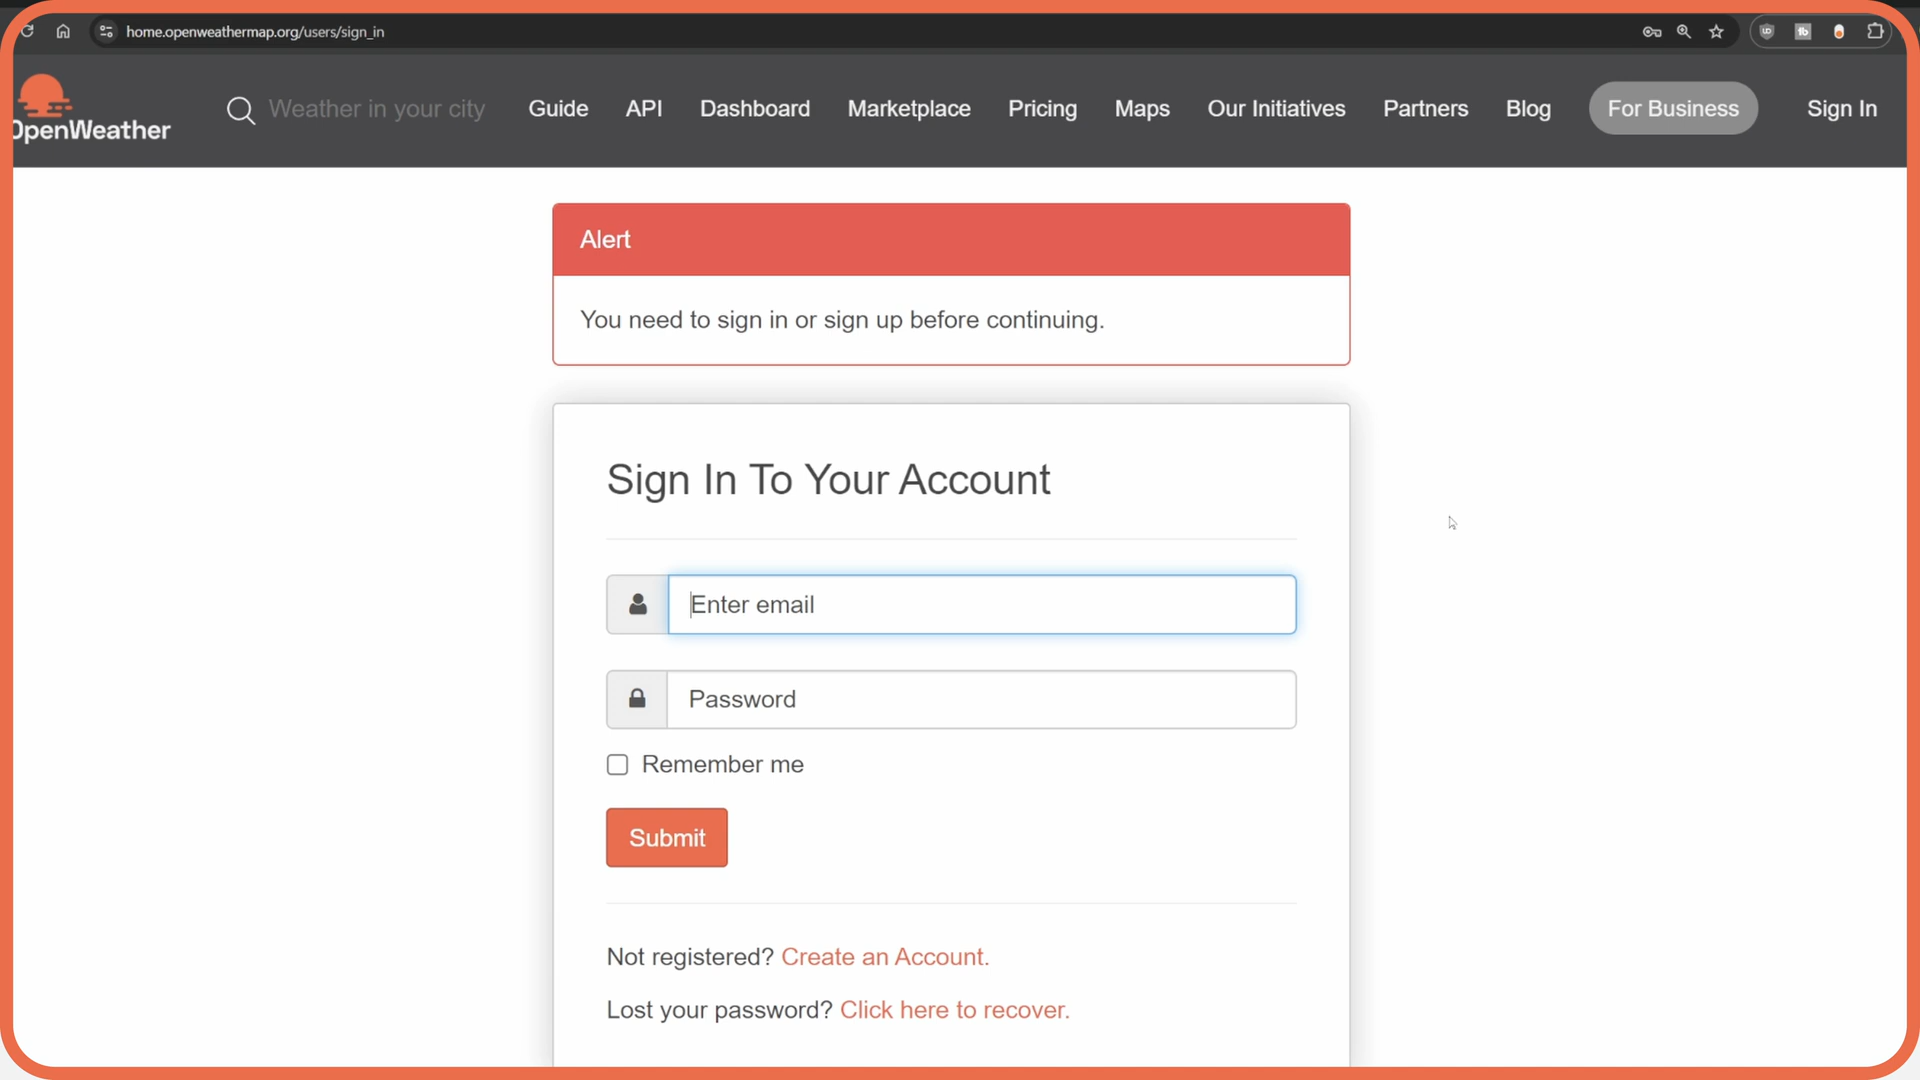 home.openweathermap.org/users/sign_in
OpenWeather
Weather in your city
Guide
API
Dashboard
Marketplace
Pricing
Maps
Our Initiatives
Partners
Blog
For Business
Sign In
Alert
You need to sign in or sign up before continuing.
Sign In To Your Account
Enter email
Password
Remember me
Submit
Not registered? Create an Account.
Lost your password? Click here to recover.